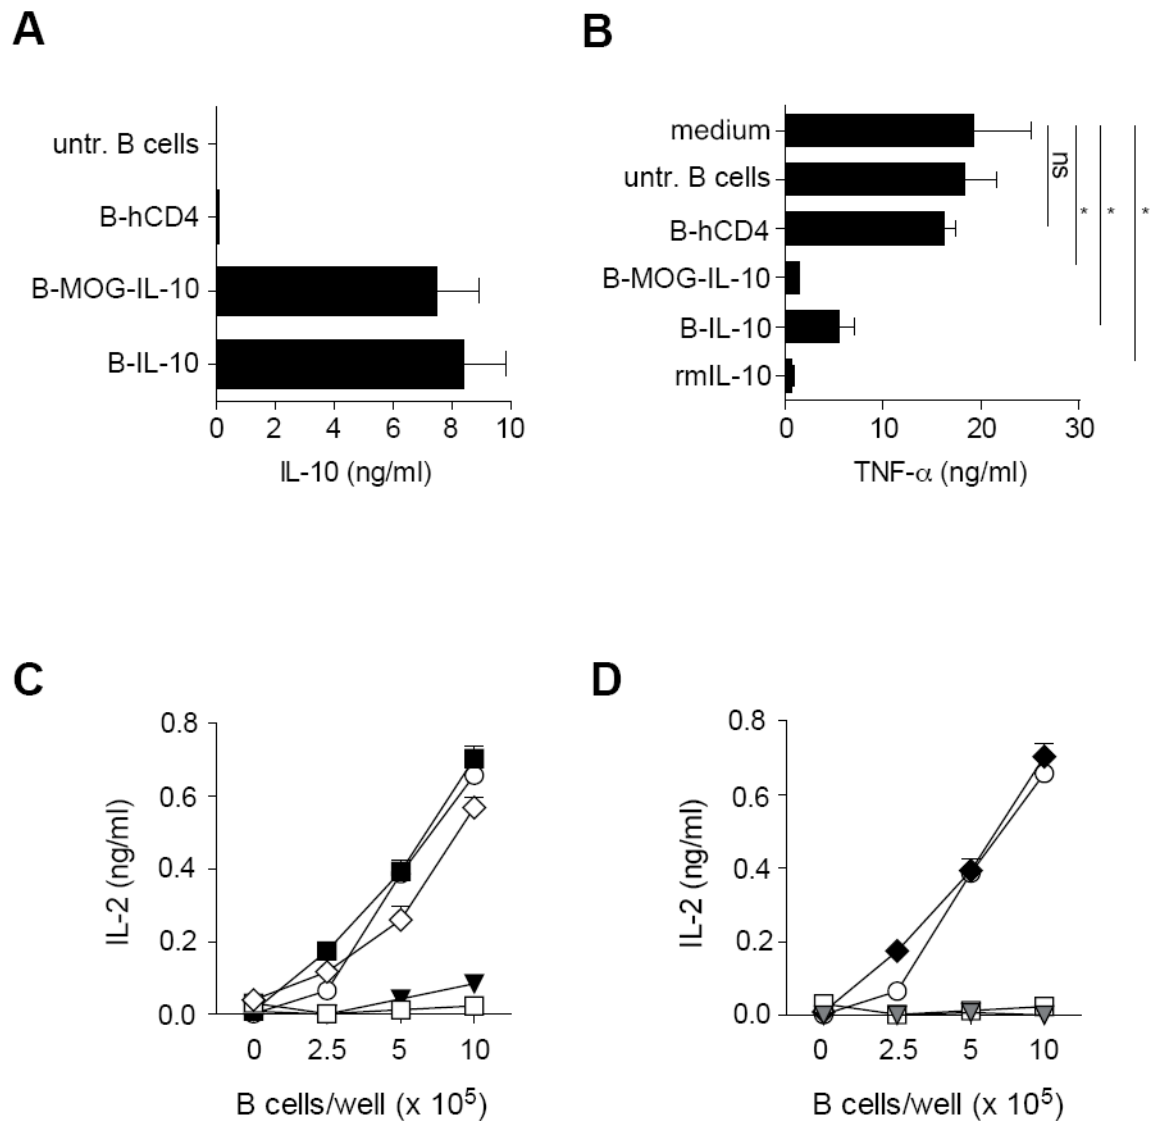 A
untr. B cells
B-hCD4
B-MOG-IL-10
B-IL-10
0 2 4 6 8 10
IL-10 (ng/ml)
B
medium
untr. B cells
B-hCD4
B-MOG-IL-10
B-IL-10
rmIL-10
ns
* * *
0 10 20 30
TNF-α (ng/ml)
C
IL-2 (ng/ml)
0.8
0.6
0.4
0.2
0.0
0 2.5 5 10
B cells/well (x 10⁵)
D
IL-2 (ng/ml)
0.8
0.6
0.4
0.2
0.0
0 2.5 5 10
B cells/well (x 10⁵)